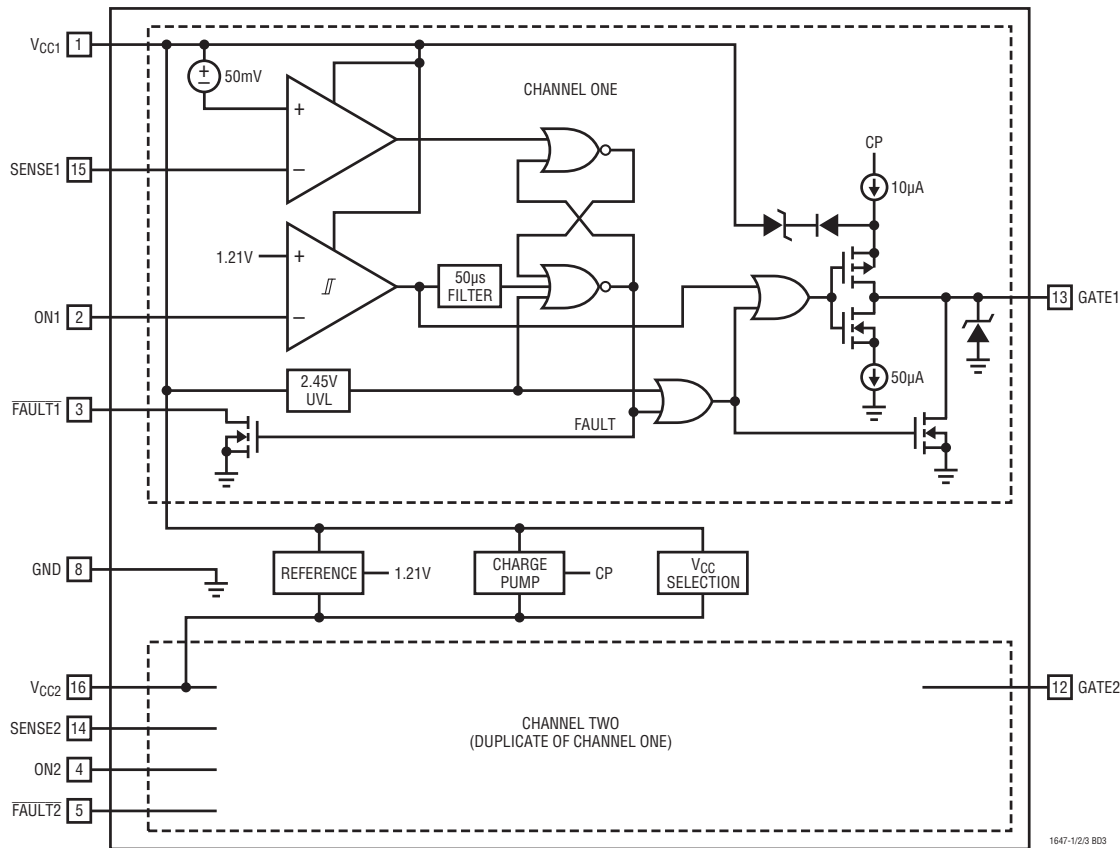 VCC1 1
50mV
+
−
CHANNEL ONE
SENSE1 15
CP
10µA
1.21V
+
−
50µs
FILTER
ON1 2
13 GATE1
2.45V
UVL
50µA
FAULT1 3
FAULT
GND 8
REFERENCE
1.21V
CHARGE
PUMP
CP
VCC
SELECTION
VCC2 16
12 GATE2
SENSE2 14
CHANNEL TWO
(DUPLICATE OF CHANNEL ONE)
ON2 4
FAULT2 5
1647-1/2/3 BD3